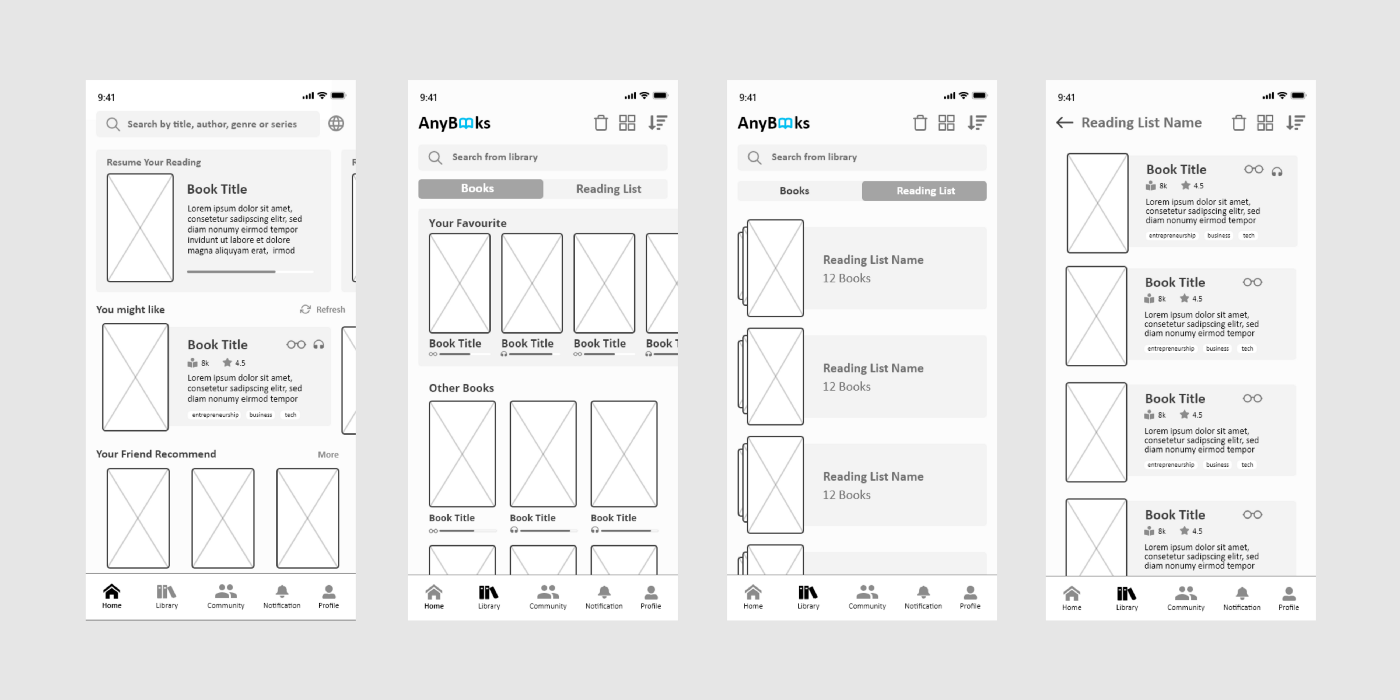 9:41
Search by title, author, genre or series
Resume Your Reading
R
Book Title
Lorem ipsum dolor sit amet,
consetetur sadipscing elitr, sed
diam nonumy eirmod tempor
invidunt ut labore et dolore
magna aliquyam erat, irmod
You might like
Refresh
Book Title
8k 4.5
Lorem ipsum dolor sit amet,
consetetur sadipscing elitr, sed
diam nonumy eirmod tempor
entrepreneurship business tech
Your Friend Recommend
More
Home Library Community Notification Profile
9:41
AnyBooks
Search from library
Books Reading List
Your Favourite
Book Title Book Title Book Title Book T
Other Books
Book Title Book Title Book Title
Home Library Community Notification Profile
9:41
AnyBooks
Search from library
Books Reading List
Reading List Name
12 Books
Reading List Name
12 Books
Reading List Name
12 Books
Home Library Community Notification Profile
9:41
Reading List Name
Book Title
8k 4.5
Lorem ipsum dolor sit amet,
consetetur sadipscing elitr, sed
diam nonumy eirmod tempor
entrepreneurship business tech
Book Title
8k 4.5
Lorem ipsum dolor sit amet,
consetetur sadipscing elitr, sed
diam nonumy eirmod tempor
entrepreneurship business tech
Book Title
8k 4.5
Lorem ipsum dolor sit amet,
consetetur sadipscing elitr, sed
diam nonumy eirmod tempor
entrepreneurship business tech
Book Title
8k 4.5
Lorem ipsum dolor sit amet,
consetetur sadipscing elitr, sed
diam nonumy eirmod tempor
Home Library Community Notification Profile